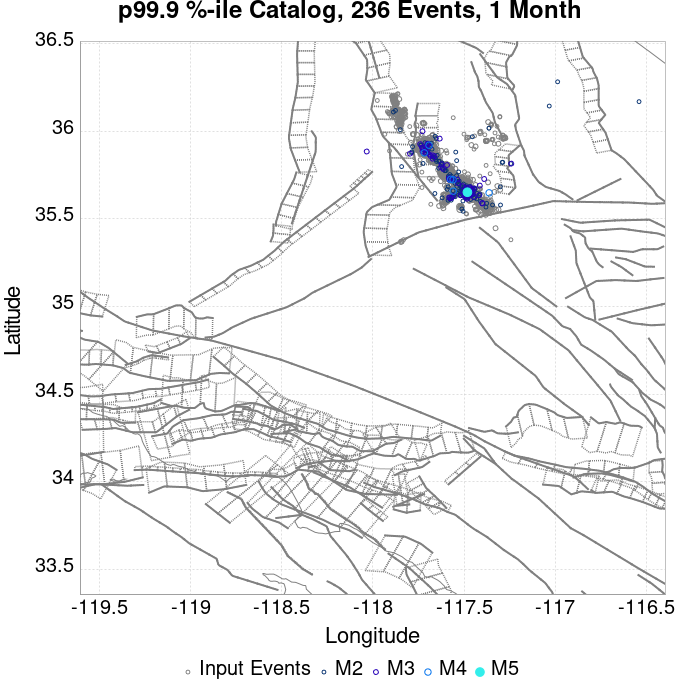 p99.9 %-ile Catalog, 236 Events, 1 Month
36.5
36
35.5
35
34.5
34
33.5
Latitude
-119.5 -119 -118.5 -118 -117.5 -117 -116.5
Longitude
Input Events M2 M3 M4 M5